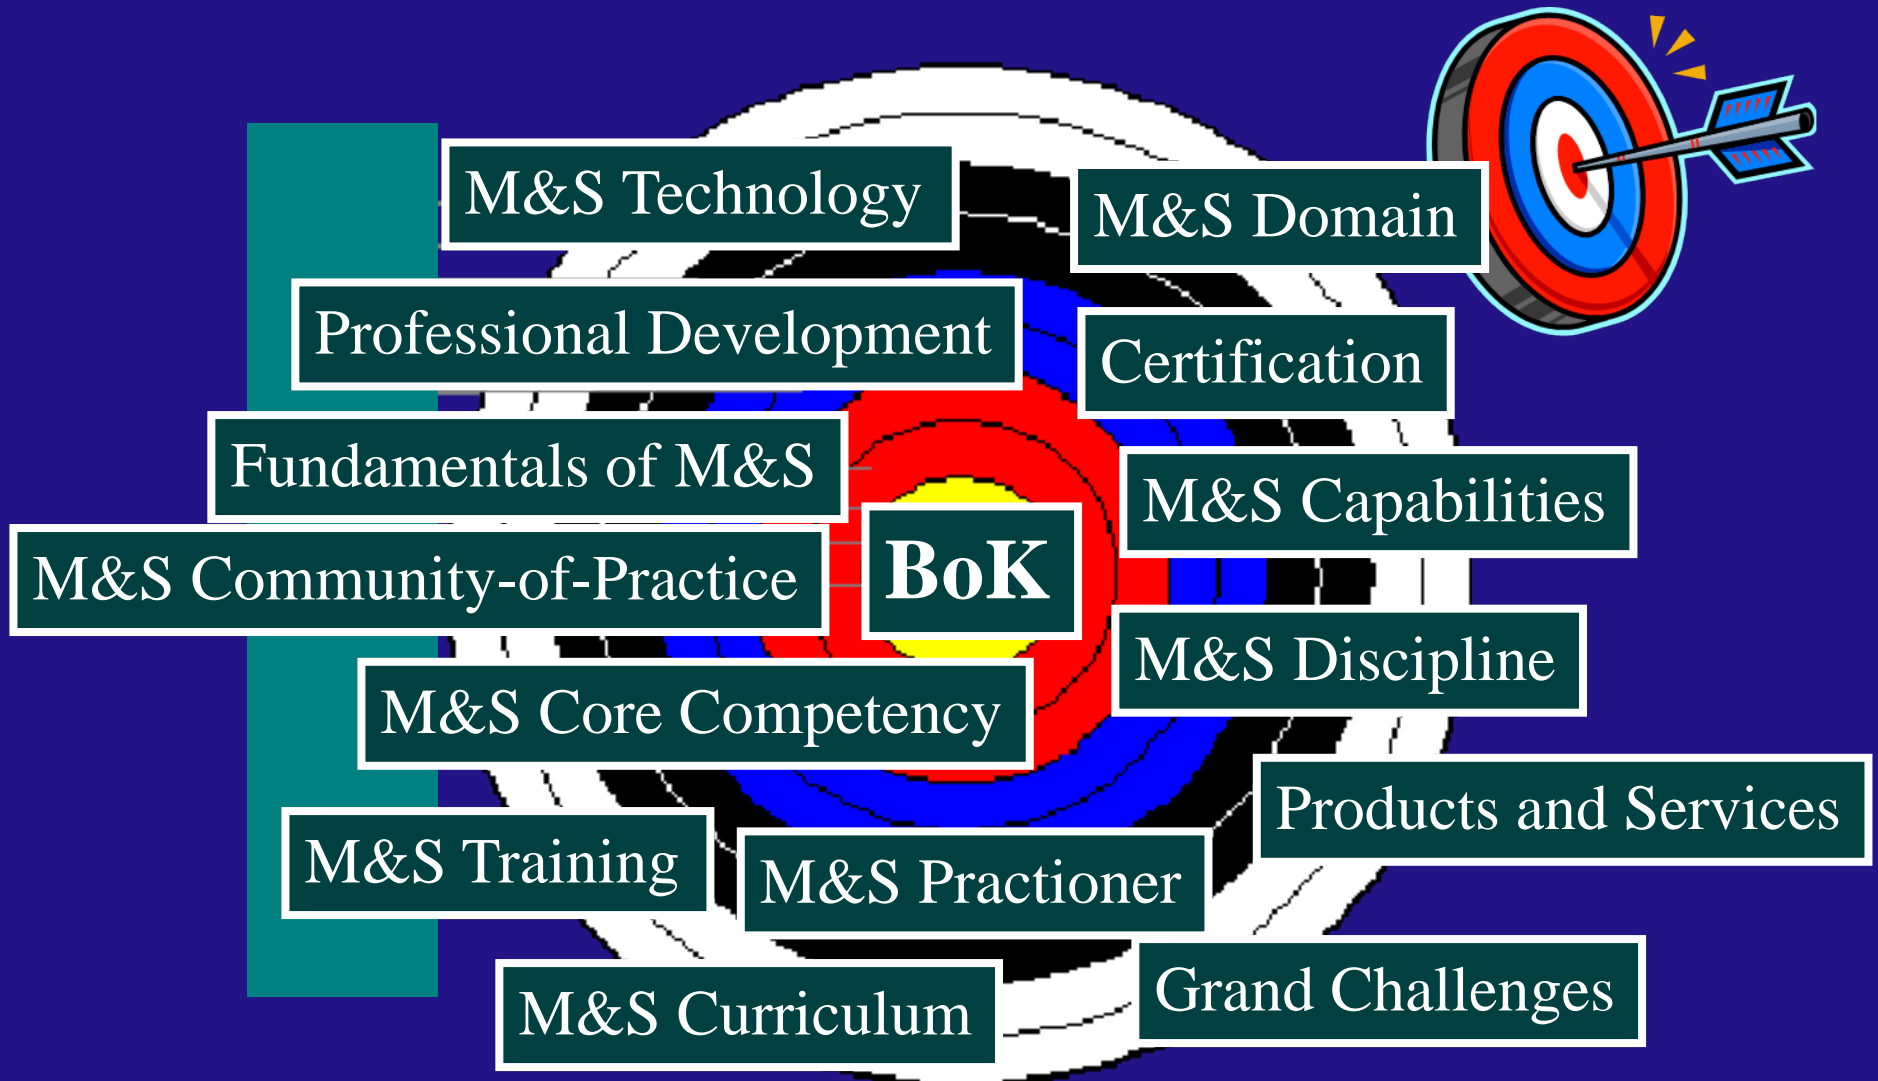 M&S Technology
M&S Domain
Professional Development
Certification
Fundamentals of M&S
M&S Capabilities
M&S Community-of-Practice
BoK
M&S Discipline
M&S Core Competency
Products and Services
M&S Training
M&S Practioner
Grand Challenges
M&S Curriculum